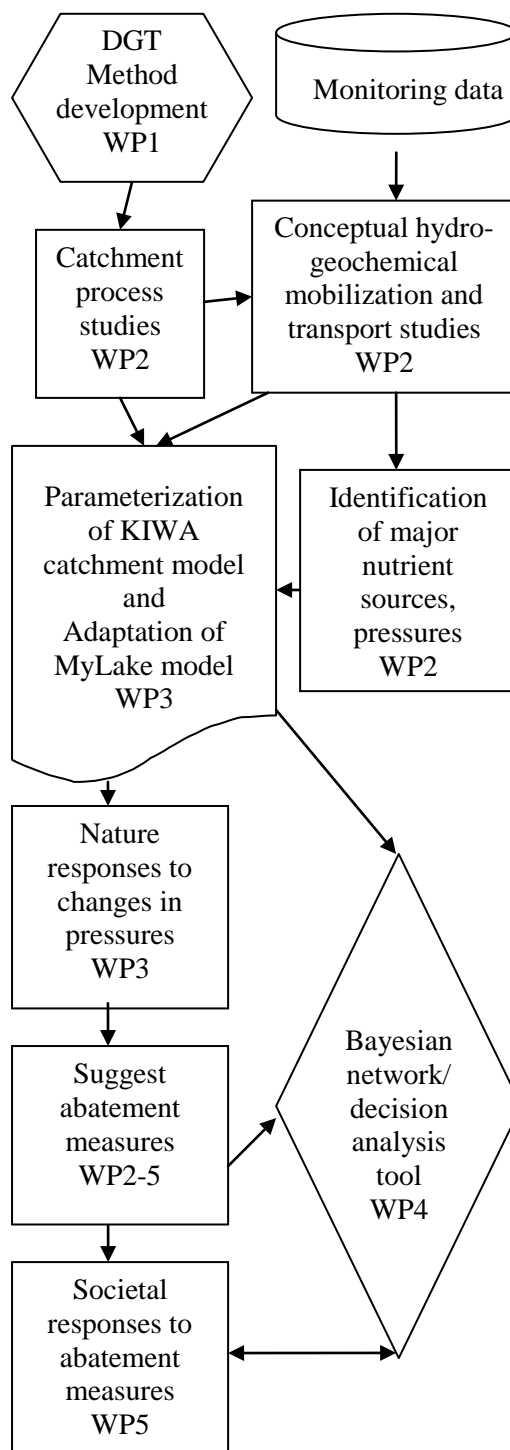 DGT
Method
development
WP1
Monitoring data
Catchment
process
studies
WP2
Conceptual hydro-
geochemical
mobilization and
transport studies
WP2
Parameterization
of KIWA
catchment model
and
Adaptation of
MyLake model
WP3
Identification
of major
nutrient
sources,
pressures
WP2
Nature
responses to
changes in
pressures
WP3
Suggest
abatement
measures
WP2-5
Bayesian
network/
decision
analysis
tool
WP4
Societal
responses to
abatement
measures
WP5